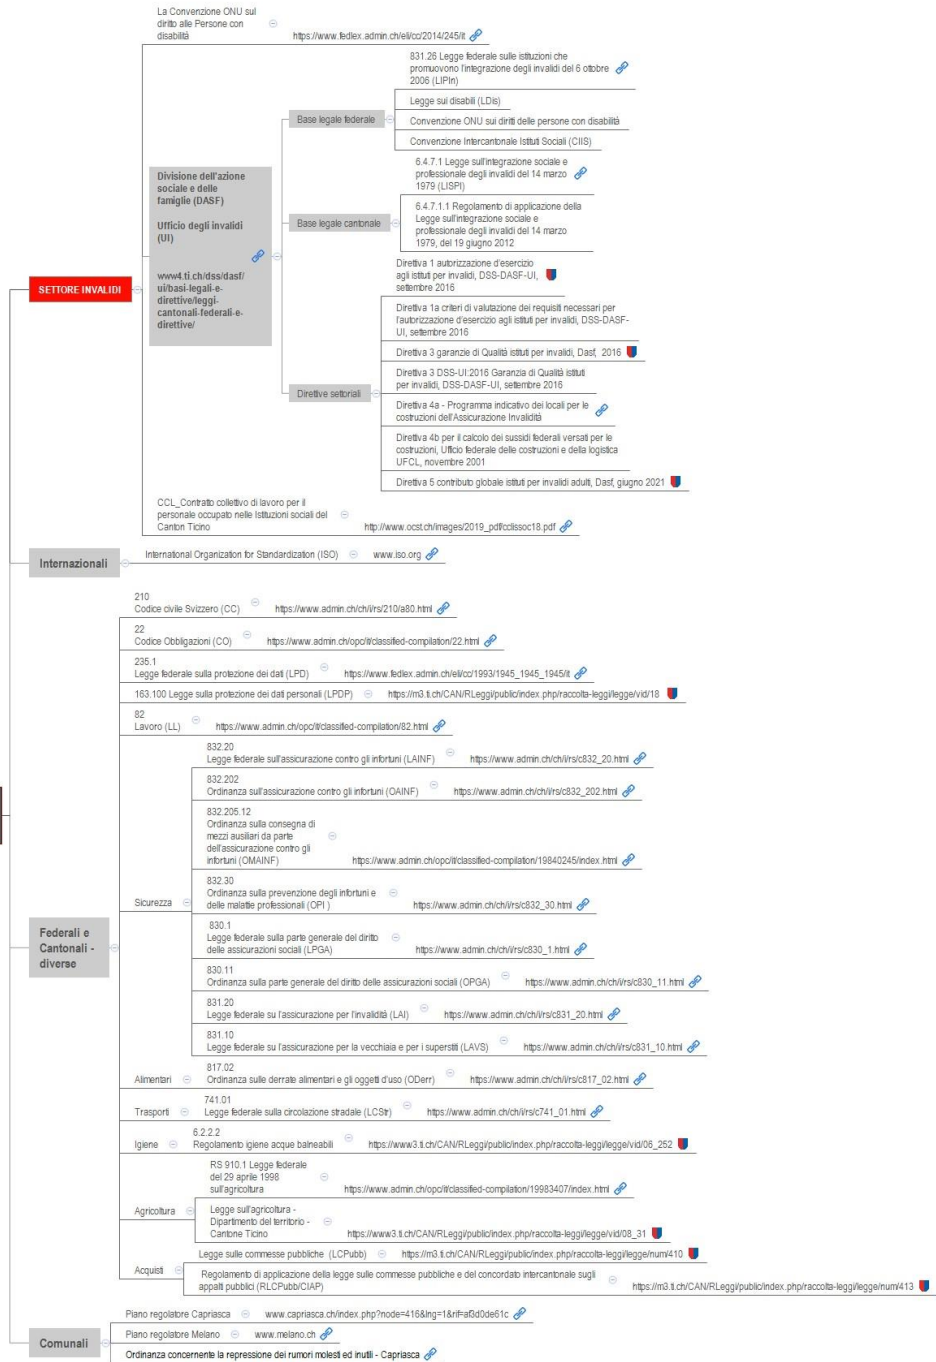 La Convenzione ONU sul
diritto alle Persone con
disabilità
https://www.fedlex.admin.ch/eli/cc/2014/245/it
831.26 Legge federale sulle istituzioni che
promuovono l'integrazione degli invalidi del 6 ottobre
2006 (LIPIn)
Legge sui disabili (LDis)
Base legale federale
Convenzione ONU sui diriti delle persone con disabilità
Convenzione Intercantonale Istituti Sociali (CIIS)
Divisione dell'azione
sociale e delle
famiglie (DASF)
Ufficio degli invalidi
(UI)
www4.ti.ch/dss/dasf/
ui/basi-legali-e-
direttive/leggi-
cantonali-federali-e-
direttive/
6.4.7.1 Legge sull'integrazione sociale e
professionale degli invalidi del 14 marzo
1979 (LISPI)
Base legale cantonale
6.4.7.1.1 Regolamento di applicazione della
Legge sull'integrazione sociale e
professionale degli invalidi del 14 marzo
1979, del 19 giugno 2012
SETTORE INVALIDI
Direttiva 1 autorizzazione d'esercizio
agli istituti per invalidi, DSS-DASF-UI,
settembre 2016
Direttiva 1a criteri di valutazione dei requisiti necessari per
l'autorizzazione d'esercizio agli istituti per invalidi, DSS-DASF-
UI, settembre 2016
Direttiva 3 garanzie di Qualità istituti per invalidi, Dasf, 2016
Direttive settoriali
Direttiva 3 DSS-UI:2016 Garanzia di Qualità istituti
per invalidi, DSS-DASF-UI, settembre 2016
Direttiva 4a - Programma indicativo dei locali per le
costruzioni dell'Assicurazione Invalidità
Direttiva 4b per il calcolo dei sussidi federali versati per le
costruzioni, Ufficio federale delle costruzioni e della logistica
UFCL, novembre 2001
Direttiva 5 contributo globale istituti per invalidi adulti, Dasf, giugno 2021
CCL_Contratto collettivo di lavoro per il
personale occupato nelle Istituzioni sociali del
Canton Ticino
http://www.ocst.ch/images/2019_pdf/cclissoc18.pdf
Internazionali
International Organization for Standardization (ISO)
www.iso.org
210
Codice civile Svizzero (CC)
https://www.admin.ch/ch/i/rs/210/a80.html
22
Codice Obbligazioni (CO)
https://www.admin.ch/opc/it/classified-compilation/22.html
235.1
Legge federale sulla protezione dei dati (LPD)
https://www.fedlex.admin.ch/eli/cc/1993/1945_1945_1945/it
163.100 Legge sulla protezione dei dati personali (LPDP)
https://m3.ti.ch/CAN/RLeggi/public/index.php/raccolta-leggi/legge/vid/18
82
Lavoro (LL)
https://www.admin.ch/opc/it/classified-compilation/82.html
832.20
Legge federale sull'assicurazione contro gli infortuni (LAINF)
https://www.admin.ch/ch/i/rs/c832_20.html
832.202
Ordinanza sull'assicurazione contro gli infortuni (OAINF)
https://www.admin.ch/ch/i/rs/c832_202.html
832.205.12
Ordinanza sulla consegna di
mezzi ausiliari da parte
dell'assicurazione contro gli
infortuni (OMAINF)
https://www.admin.ch/opc/it/classified-compilation/19840245/index.html
832.30
Ordinanza sulla prevenzione degli infortuni e
delle malattie professionali (OPI )
https://www.admin.ch/ch/i/rs/c832_30.html
Sicurezza
830.1
Legge federale sulla parte generale del diritto
delle assicurazioni sociali (LPGA)
https://www.admin.ch/ch/i/rs/c830_1.html
830.11
Ordinanza sulla parte generale del diritto delle assicurazioni sociali (OPGA)
https://www.admin.ch/ch/i/rs/c830_11.html
831.20
Legge federale su l'assicurazione per l'invalidità (LAI)
https://www.admin.ch/ch/i/rs/c831_20.html
831.10
Legge federale su l'assicurazione per la vecchiaia e per i superstiti (LAVS)
https://www.admin.ch/ch/i/rs/c831_10.html
Federali e
Cantonali -
diverse
Alimentari
817.02
Ordinanza sulle derrate alimentari e gli oggetti d'uso (ODerr)
https://www.admin.ch/ch/i/rs/c817_02.html
Trasporti
741.01
Legge federale sulla circolazione stradale (LCStr)
https://www.admin.ch/ch/i/rs/c741_01.html
Igiene
6.2.2.2
Regolamento igiene acque balneabili
https://www3.ti.ch/CAN/RLeggi/public/index.php/raccolta-leggi/legge/vid/06_252
Agricoltura
RS 910.1 Legge federale
del 29 aprile 1998
sull'agricoltura
https://www.admin.ch/opc/it/classified-compilation/19983407/index.html
Legge sull'agricoltura -
Dipartimento del territorio -
Cantone Ticino
https://www3.ti.ch/CAN/RLeggi/public/index.php/raccolta-leggi/legge/vid/08_31
Acquisti
Legge sulle commesse pubbliche (LCPubb)
https://m3.ti.ch/CAN/RLeggi/public/index.php/raccolta-leggi/legge/num/410
Regolamento di applicazione della legge sulle commesse pubbliche e del concordato intercantonale sugli
appalti pubblici (RLCPubb/CIAP)
https://m3.ti.ch/CAN/RLeggi/public/index.php/raccolta-leggi/legge/num/413
Comunali
Piano regolatore Capriasca
www.capriasca.ch/index.php?node=416&lng=1&rif=af3d0de61c
Piano regolatore Melano
www.melano.ch
Ordinanza concernente la repressione dei rumori molesti ed inutili - Capriasca